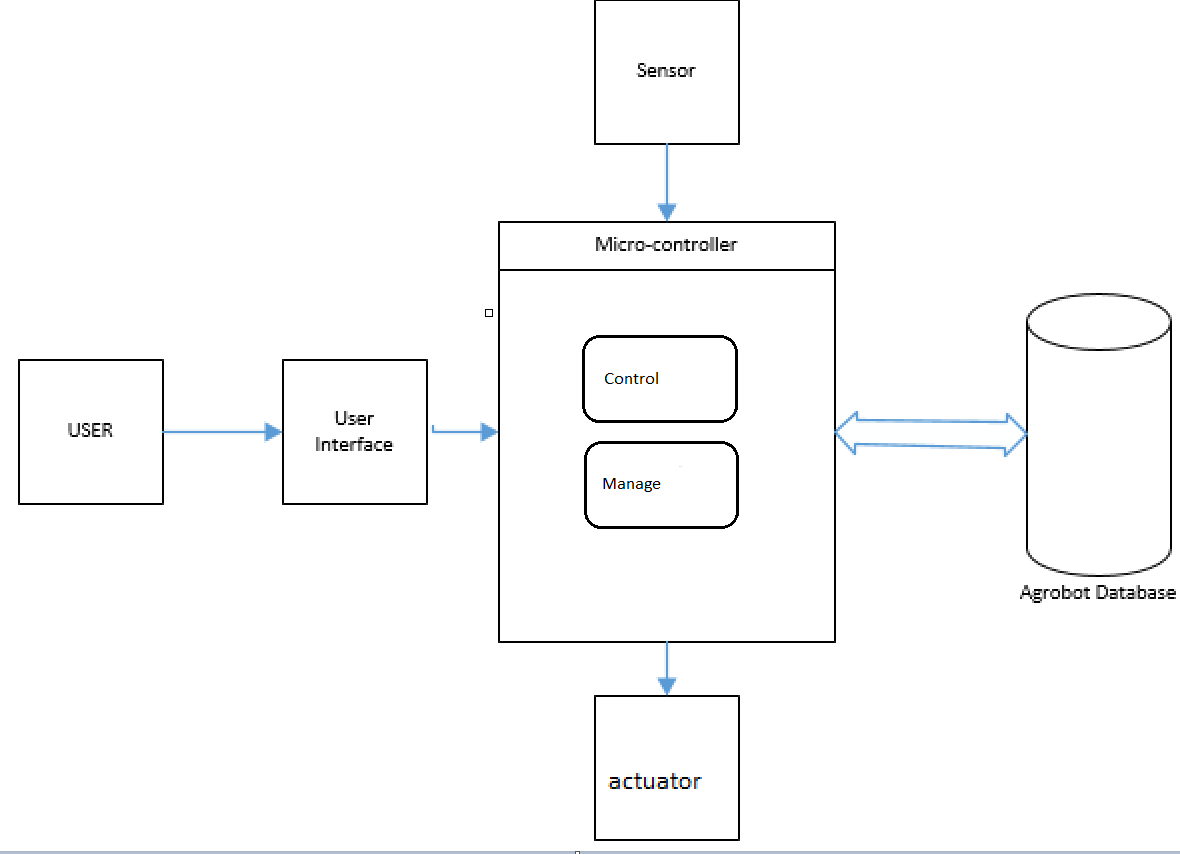 Sensor
Micro-controller
Control
USER
User
Interface
Manage
Agrobot Database
actuator